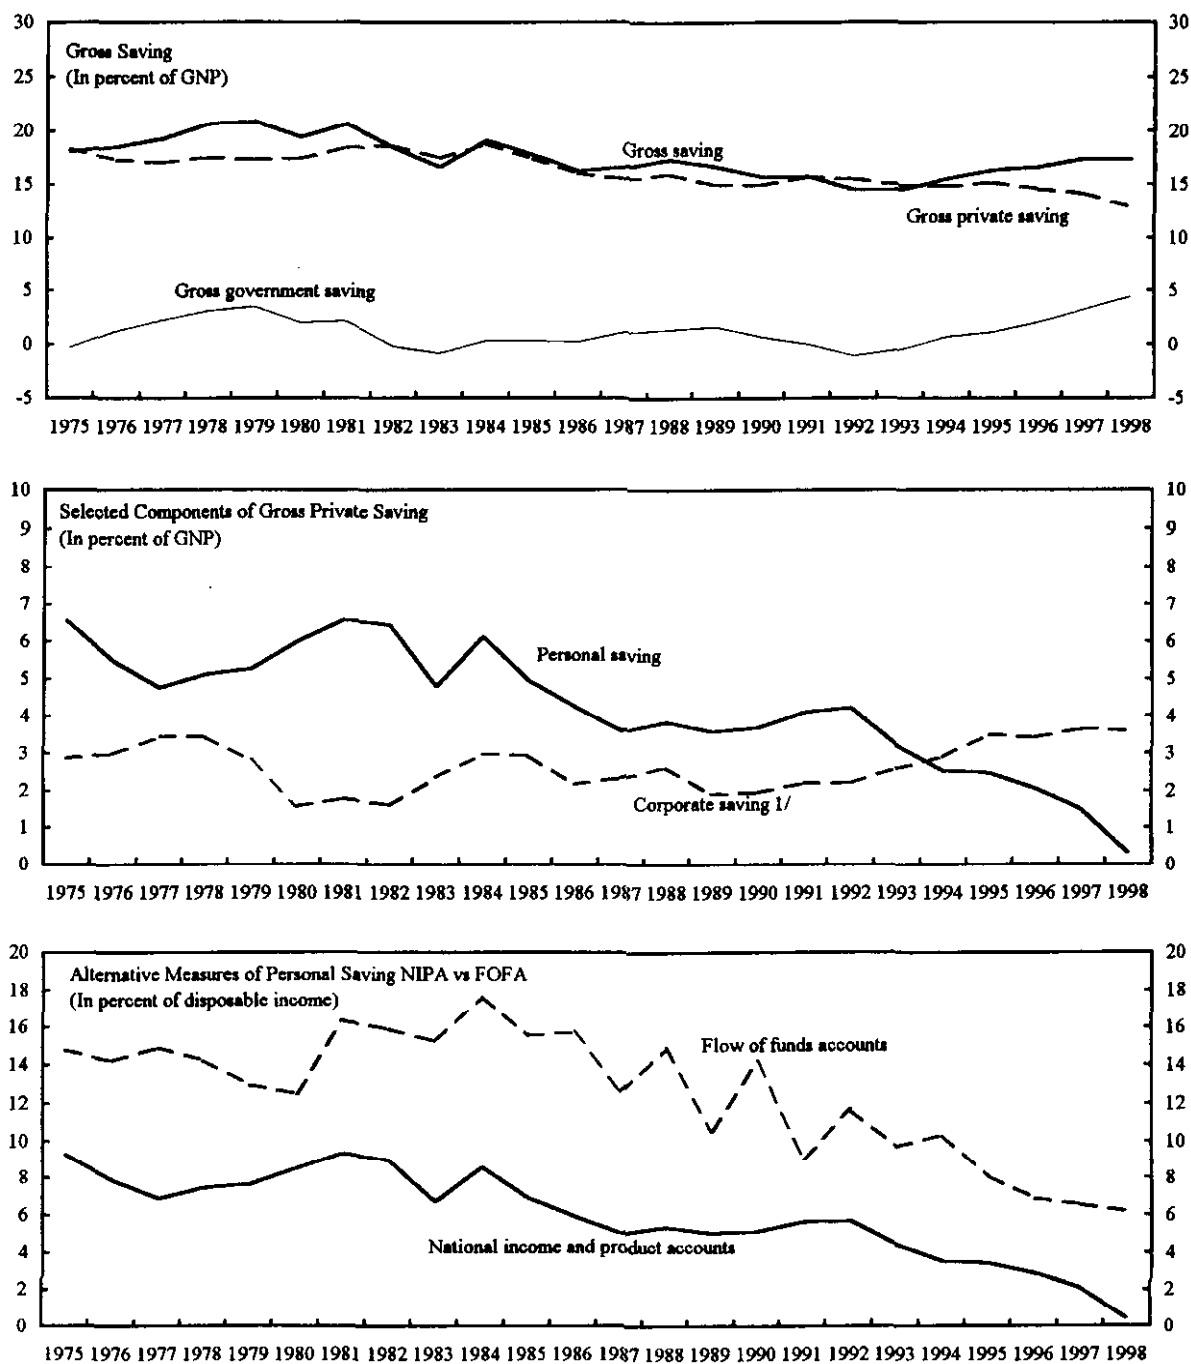 Gross Saving
(In percent of GNP)
30 30
25 25
20 20
15 15
10 10
5 5
0 0
-5 -5
Gross saving
Gross private saving
Gross government saving
1975 1976 1977 1978 1979 1980 1981 1982 1983 1984 1985 1986 1987 1988 1989 1990 1991 1992 1993 1994 1995 1996 1997 1998
Selected Components of Gross Private Saving
(In percent of GNP)
10 10
9 9
8 8
7 7
6 6
5 5
4 4
3 3
2 2
1 1
0 0
Personal saving
Corporate saving 1/
1975 1976 1977 1978 1979 1980 1981 1982 1983 1984 1985 1986 1987 1988 1989 1990 1991 1992 1993 1994 1995 1996 1997 1998
Alternative Measures of Personal Saving NIPA vs FOFA
(In percent of disposable income)
20 20
18 18
16 16
14 14
12 12
10 10
8 8
6 6
4 4
2 2
0 0
Flow of funds accounts
National income and product accounts
1975 1976 1977 1978 1979 1980 1981 1982 1983 1984 1985 1986 1987 1988 1989 1990 1991 1992 1993 1994 1995 1996 1997 1998